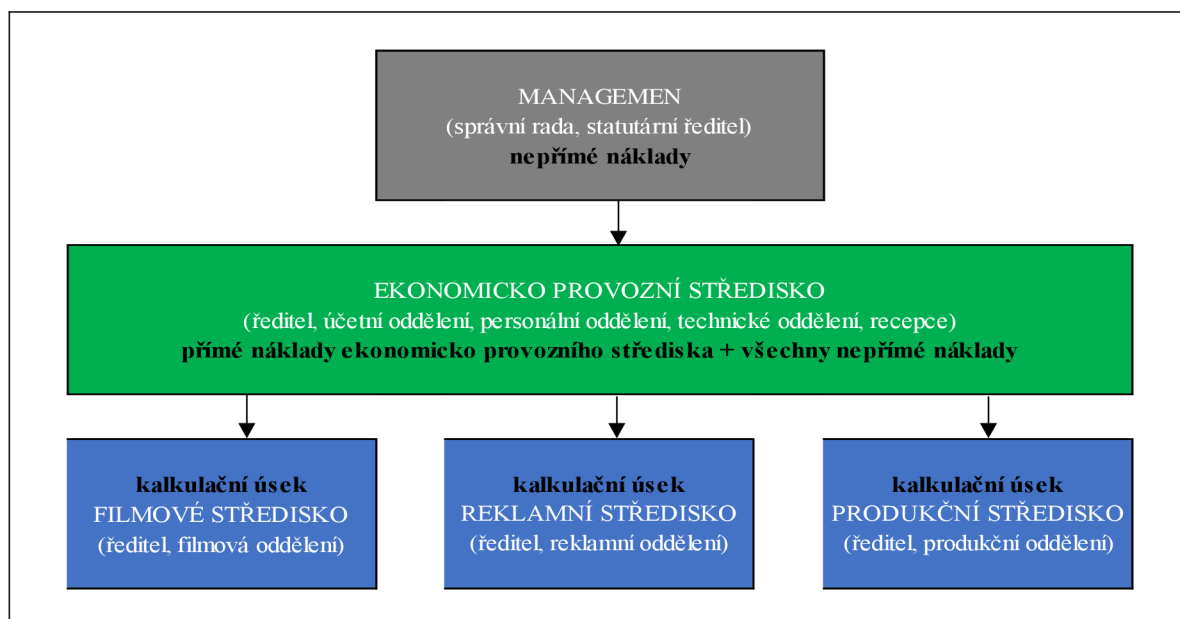 MANAGEMEN
(správní rada, statutární ředitel)
nepřímé náklady
EKONOMICKO PROVOZNÍ STŘEDISKO
(ředitel, účetní oddělení, personální oddělení, technické oddělení, recepce)
přímé náklady ekonomicko provozního střediska + všechny nepřímé náklady
kalkulační úsek
FILMOVÉ STŘEDISKO
(ředitel, filmová oddělení)
kalkulační úsek
REKLAMNÍ STŘEDISKO
(ředitel, reklamní oddělení)
kalkulační úsek
PRODUKČNÍ STŘEDISKO
(ředitel, produkční oddělení)